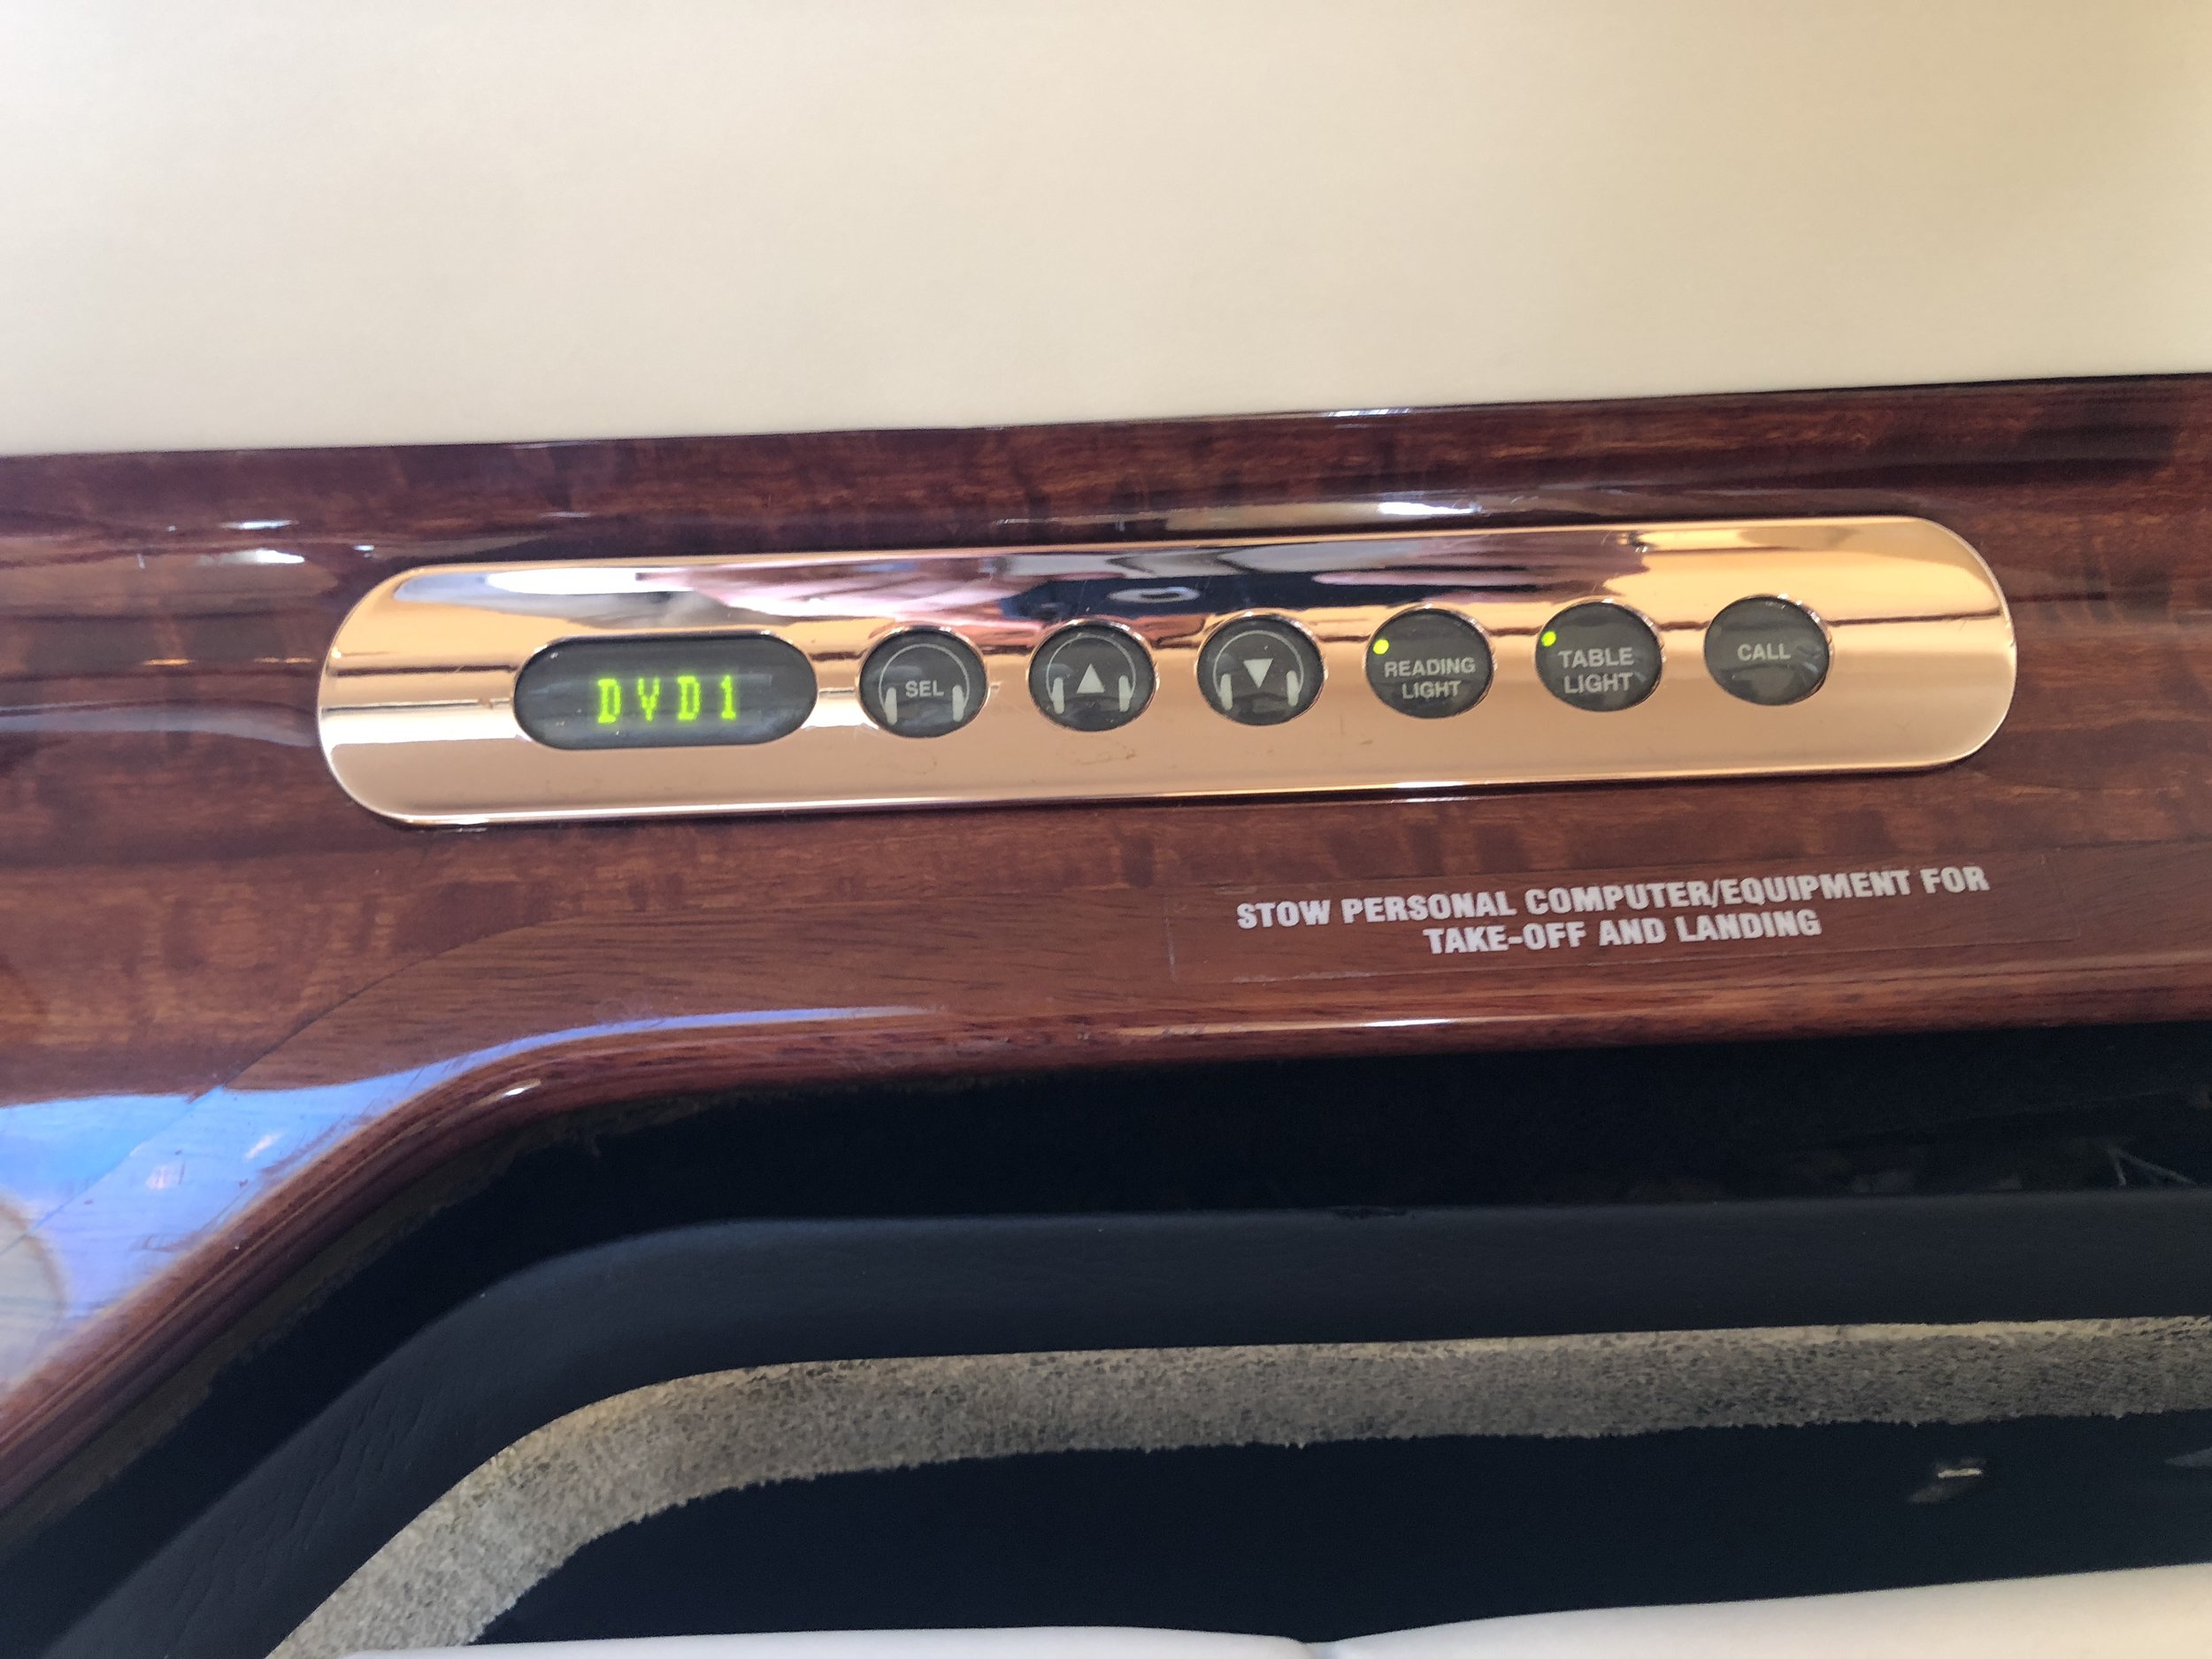 DVD1
SEL
READING
LIGHT
TABLE
LIGHT
CALL
STOW PERSONAL COMPUTER/EQUIPMENT FOR
TAKE-OFF AND LANDING